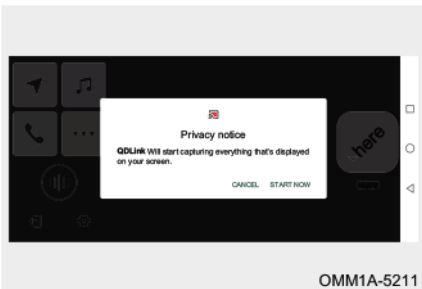 Privacy notice
QDLink Will start capturing everything that's displayed
on your screen.
CANCEL START NOW
here
OMM1A-5211